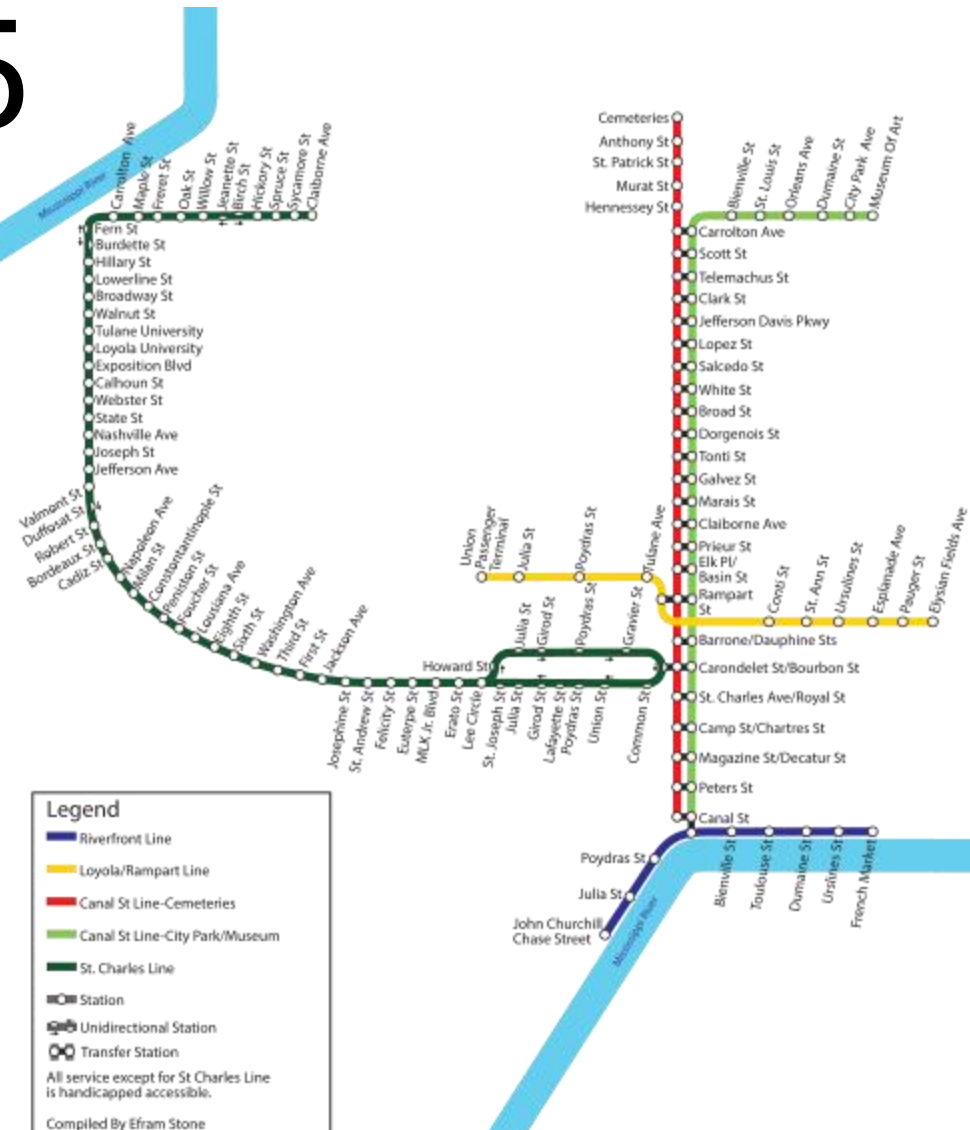 5
Mississippi River
Carrolton Ave
Maple St
Freret St
Oak St
Willow St
Jeanette St
Birch St
Hickory St
Spruce St
Sycamore St
Claiborne Ave
Fern St
Burdette St
Hillary St
Lowerline St
Broadway St
Walnut St
Tulane University
Loyola University
Exposition Blvd
Calhoun St
Webster St
State St
Nashville Ave
Joseph St
Jefferson Ave
Valmont St
Duffosat St
Robert St
Bordeaux St
Cadiz St
Napoleon Ave
Milan St
Constantinople St
Peniston St
Foucher St
Lousiana Ave
Eighth St
Sixth St
Washington Ave
Third St
First St
Jackson Ave
Josephine St
St. Andrew St
Felicity St
Euterpe St
MLK Jr. Blvd
Erato St
Lee Circle
Howard St
St. Joseph St
Julia St
Girod St
Lafayette St
Poydras St
Union St
Common St
Julia St
Girod St
Poydras St
Gravier St
Union
Passenger
Terminal
Julia St
Poydras St
Tulane Ave
Cemeteries
Anthony St
St. Patrick St
Murat St
Hennessey St
Bienville St
St. Louis St
Orleans Ave
Dumaine St
City Park Ave
Museum Of Art
Carrolton Ave
Scott St
Telemachus St
Clark St
Jefferson Davis Pkwy
Lopez St
Salcedo St
White St
Broad St
Dorgenois St
Tonti St
Galvez St
Marais St
Claiborne Ave
Prieur St
Elk Pl/
Basin St
Rampart
St
Conti St
St. Ann St
Urslines St
Esplanade Ave
Pauger St
Elysian Fields Ave
Barrone/Dauphine Sts
Carondelet St/Bourbon St
St. Charles Ave/Royal St
Camp St/Chartres St
Magazine St/Decatur St
Peters St
Canal St
Poydras St
Julia St
John Churchill
Chase Street
Bienville St
Toulouse St
Dumaine St
Urslines St
French Market
Mississippi River
Legend
Riverfront Line
Loyola/Rampart Line
Canal St Line-Cemeteries
Canal St Line-City Park/Museum
St. Charles Line
Station
Unidirectional Station
Transfer Station
All service except for St Charles Line
is handicapped accessible.
Compiled By Efram Stone